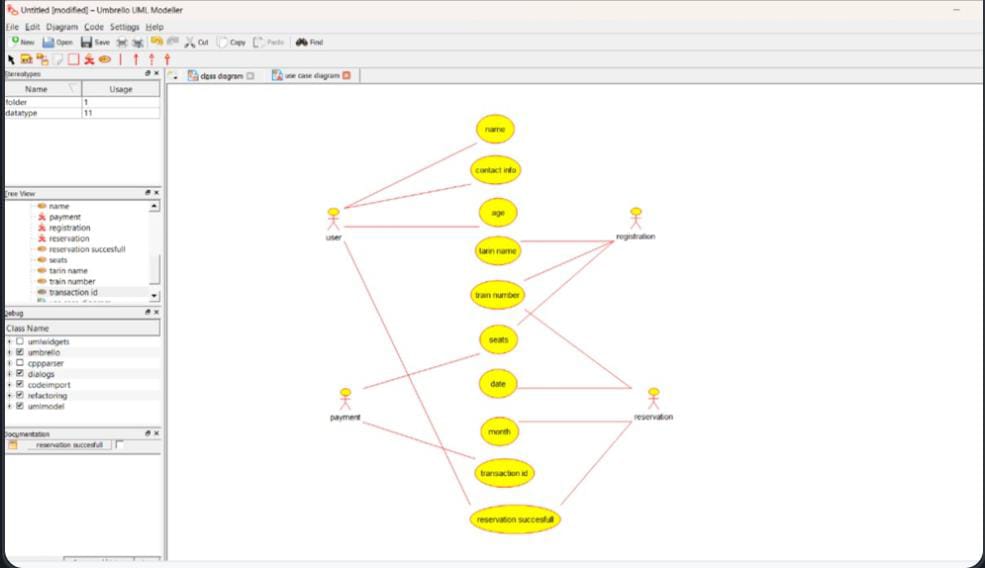 Untitled [modified] – Umbrello UML Modeller
File Edit Diagram Code Settings Help
New Open Save Cut Copy Paste Find
Stereotypes
class diagram use case diagram
Name Usage
folder 1
datatype 11
Tree View
name
payment
registration
reservation
reservation succesfull
seats
tarin name
train number
transaction id
Debug
Class Name
umlwidgets
umbrello
cppparser
dialogs
codeimport
refactoring
umlmodel
Documentation
reservation succesfull
name
contact info
age
user
registration
tarin name
train number
seats
date
payment
reservation
month
transaction id
reservation succesfull